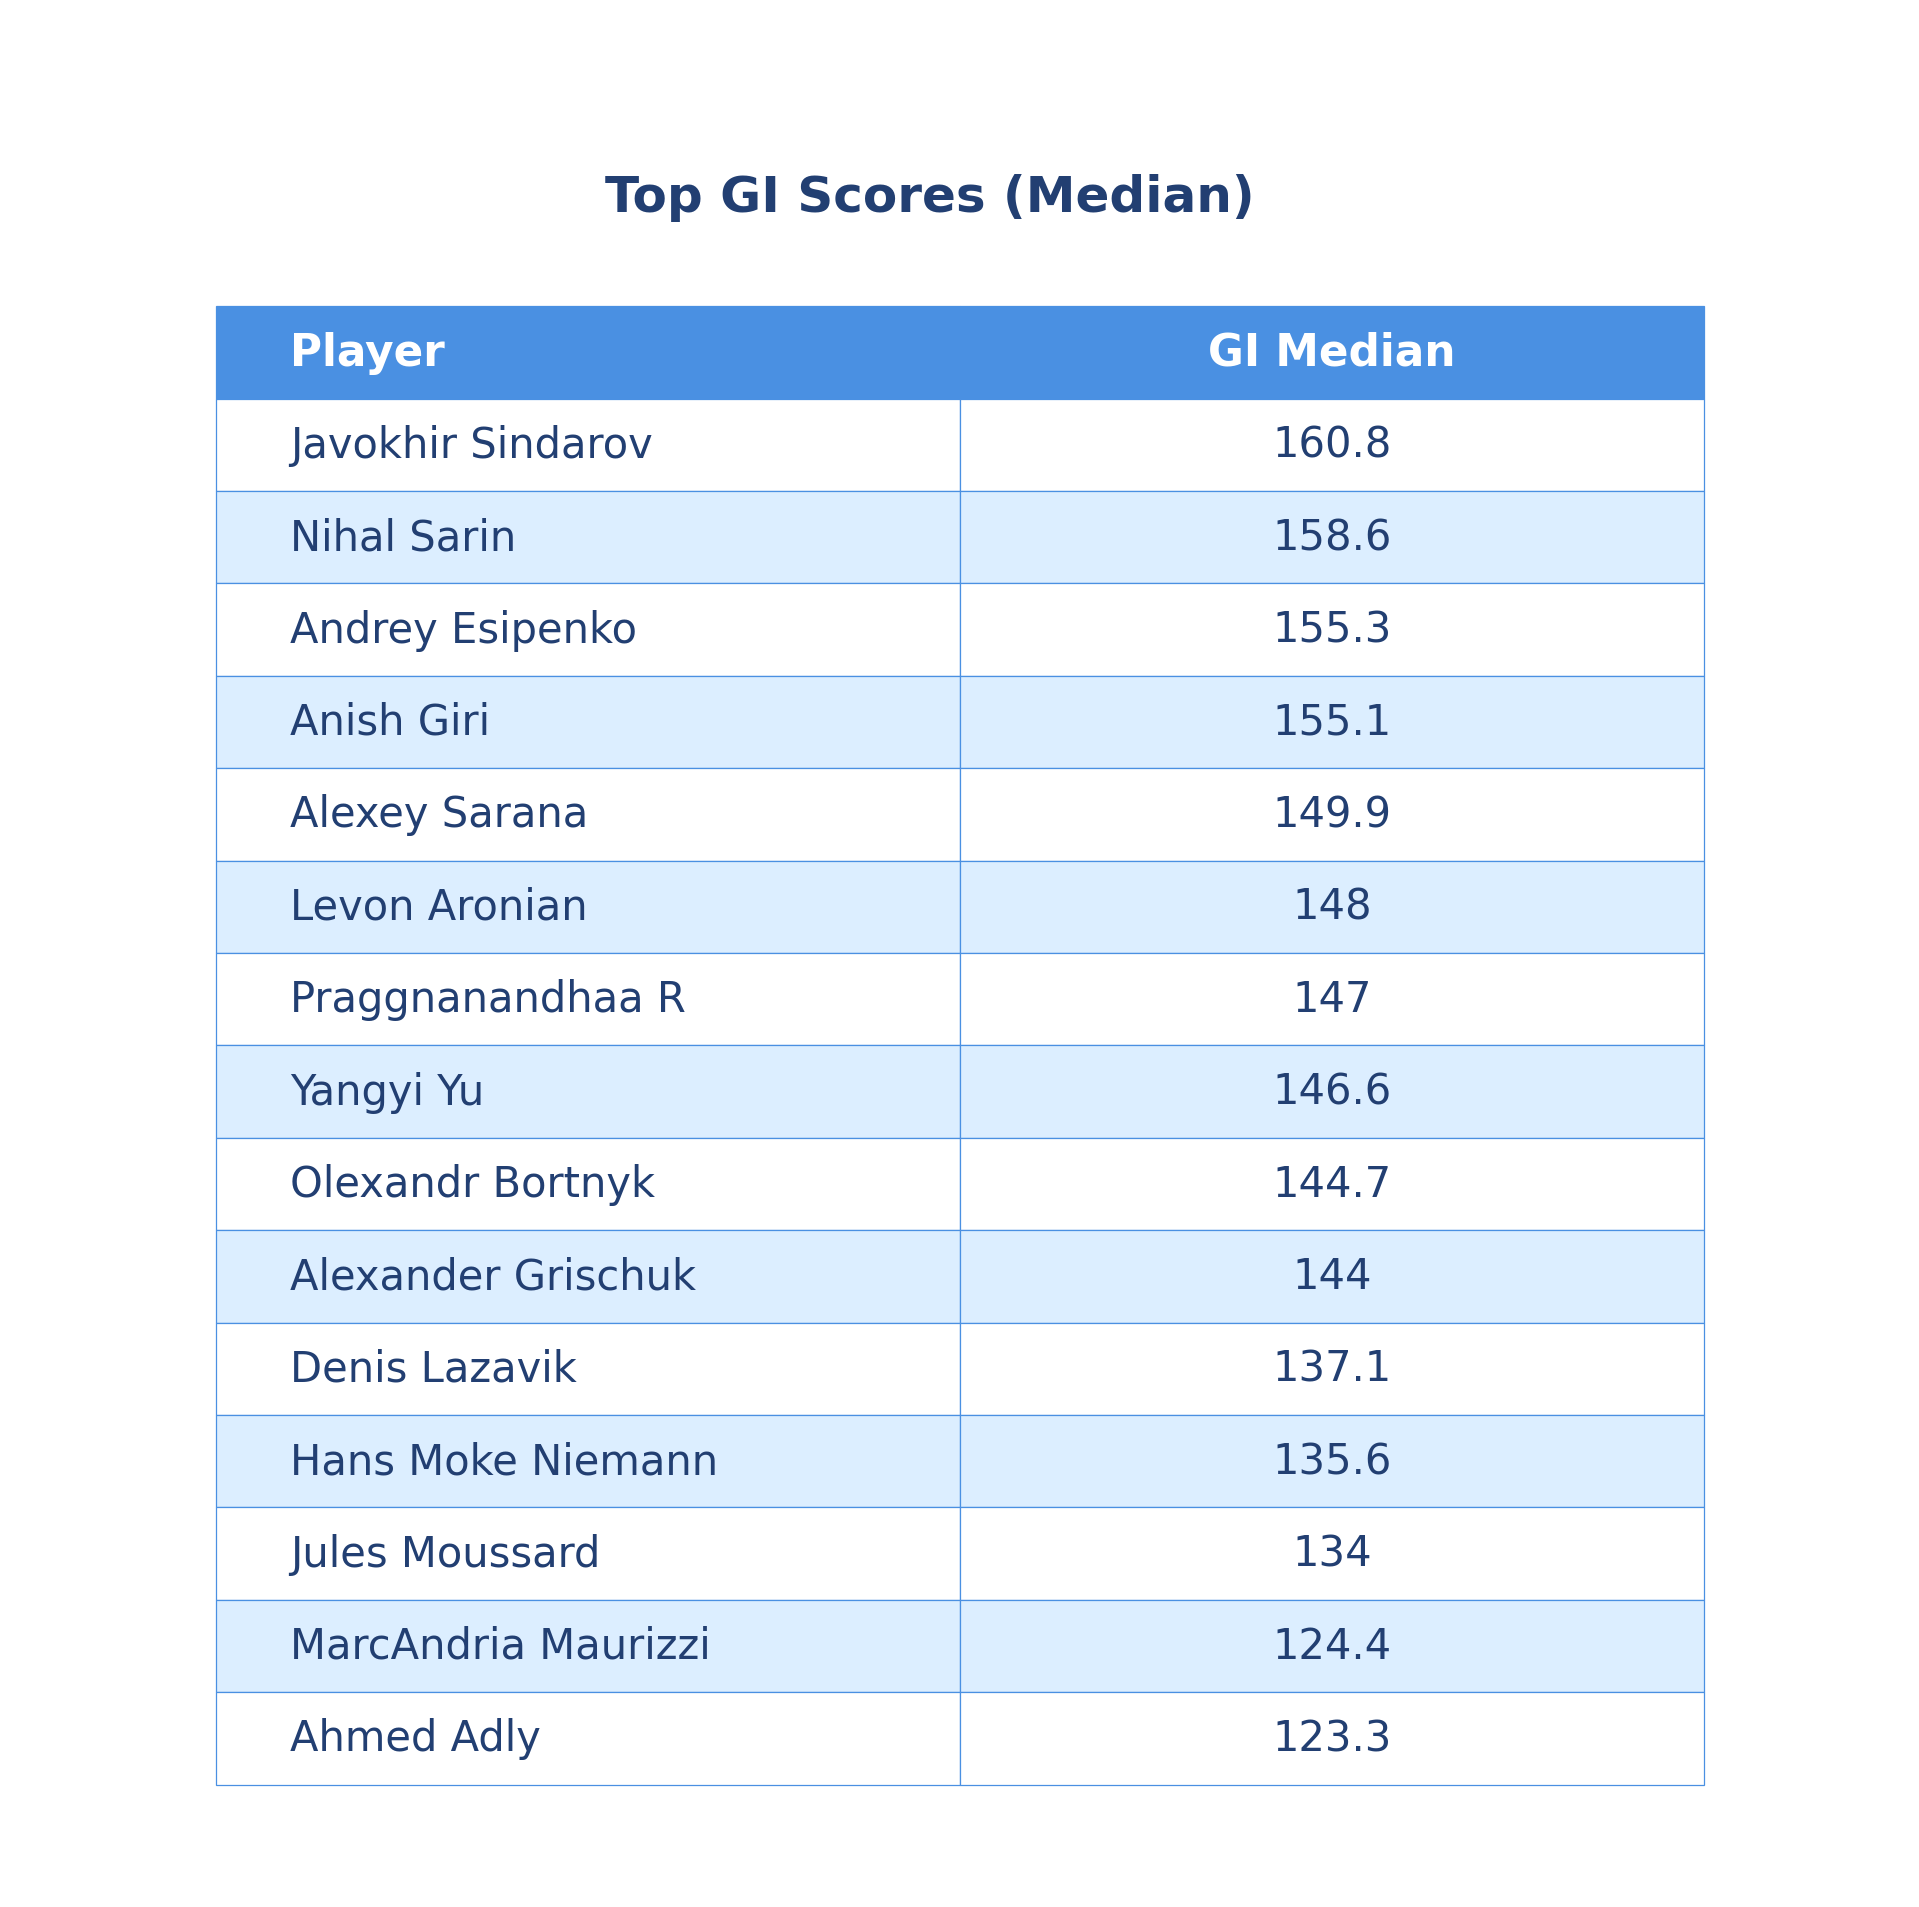 Top GI Scores (Median)
Player GI Median
Javokhir Sindarov 160.8
Nihal Sarin 158.6
Andrey Esipenko 155.3
Anish Giri 155.1
Alexey Sarana 149.9
Levon Aronian 148
Praggnanandhaa R 147
Yangyi Yu 146.6
Olexandr Bortnyk 144.7
Alexander Grischuk 144
Denis Lazavik 137.1
Hans Moke Niemann 135.6
Jules Moussard 134
MarcAndria Maurizzi 124.4
Ahmed Adly 123.3